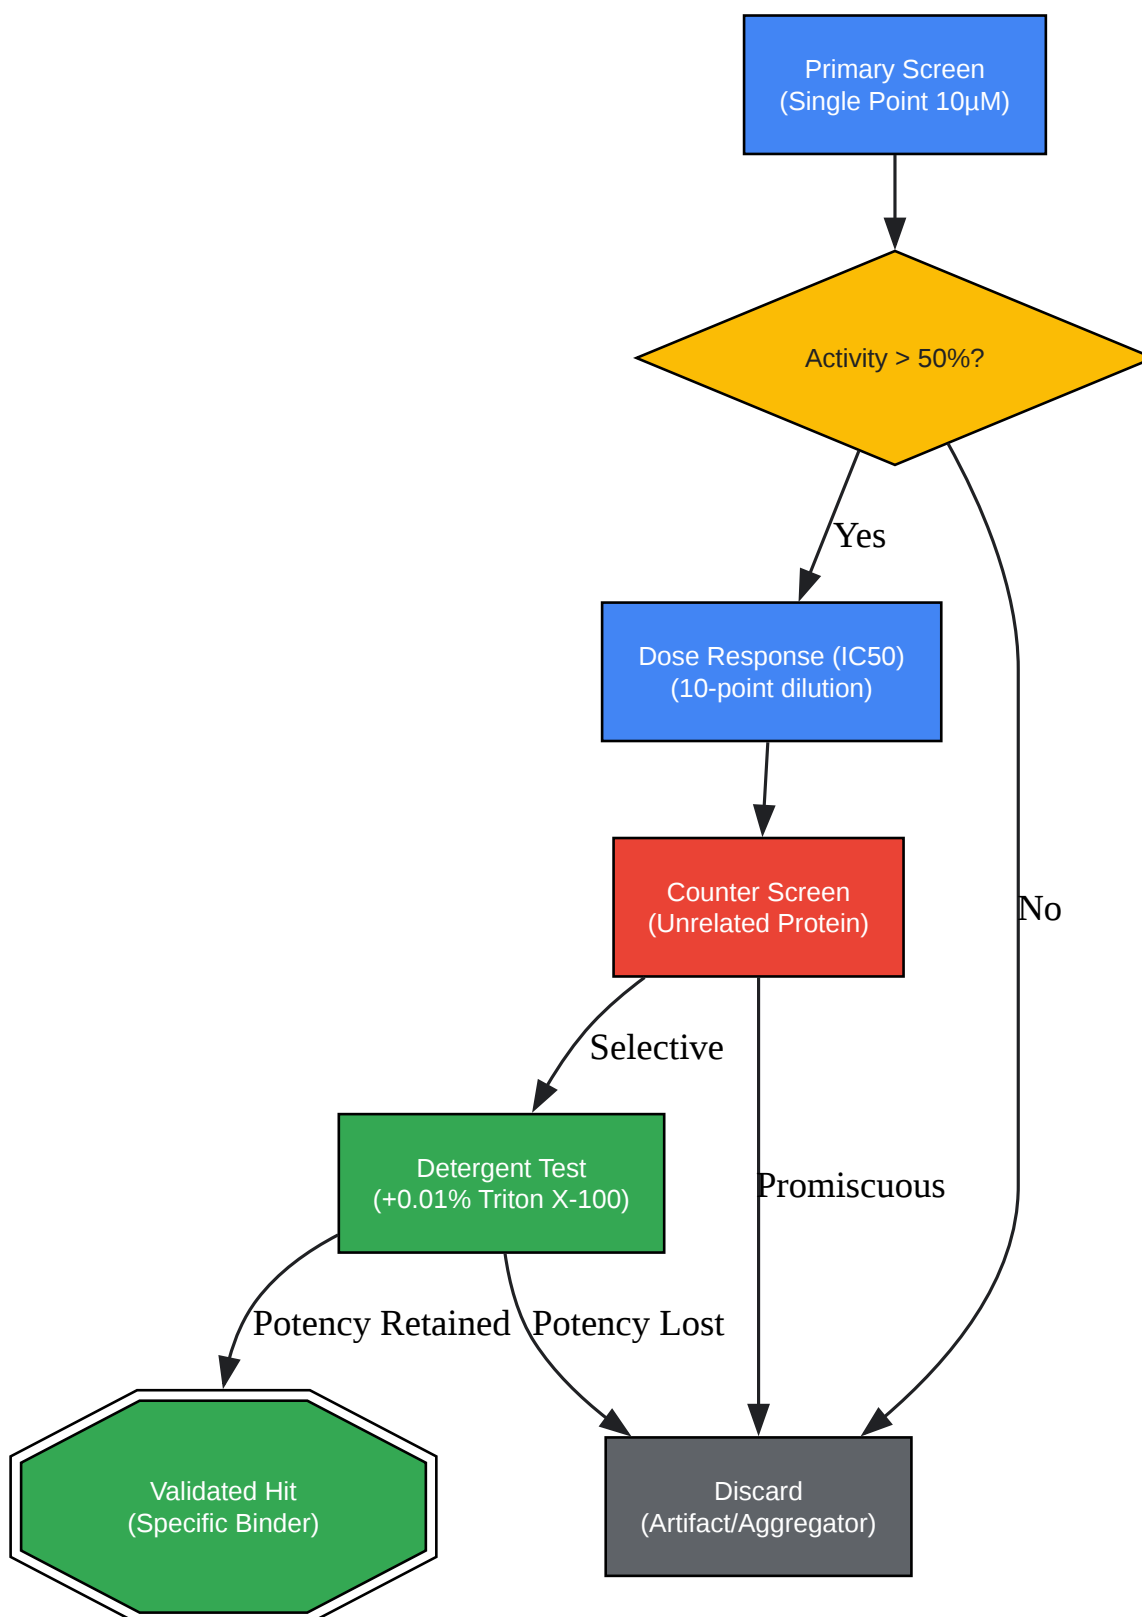 Primary Screen
(Single Point 10µM)
Activity > 50%?
Yes
Dose Response (IC50)
(10-point dilution)
Counter Screen
(Unrelated Protein)
No
Selective
Detergent Test
(+0.01% Triton X-100)
Promiscuous
Potency Retained
Potency Lost
Validated Hit
(Specific Binder)
Discard
(Artifact/Aggregator)